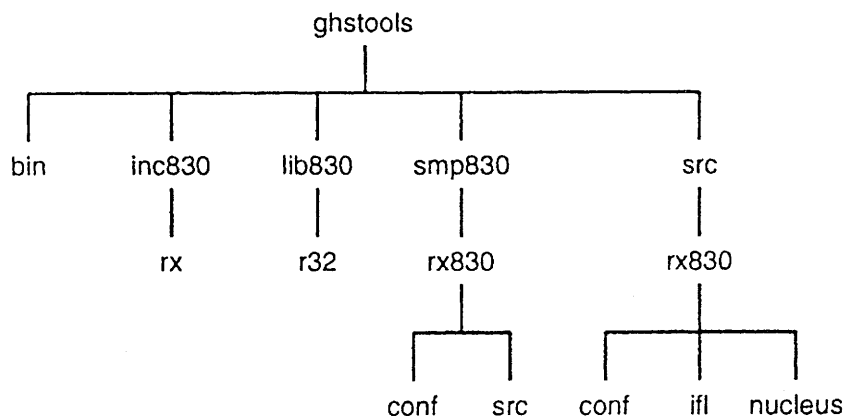 ghstools
bin inc830 lib830 smp830 src
rx r32 rx830 rx830
conf src conf ifl nucleus